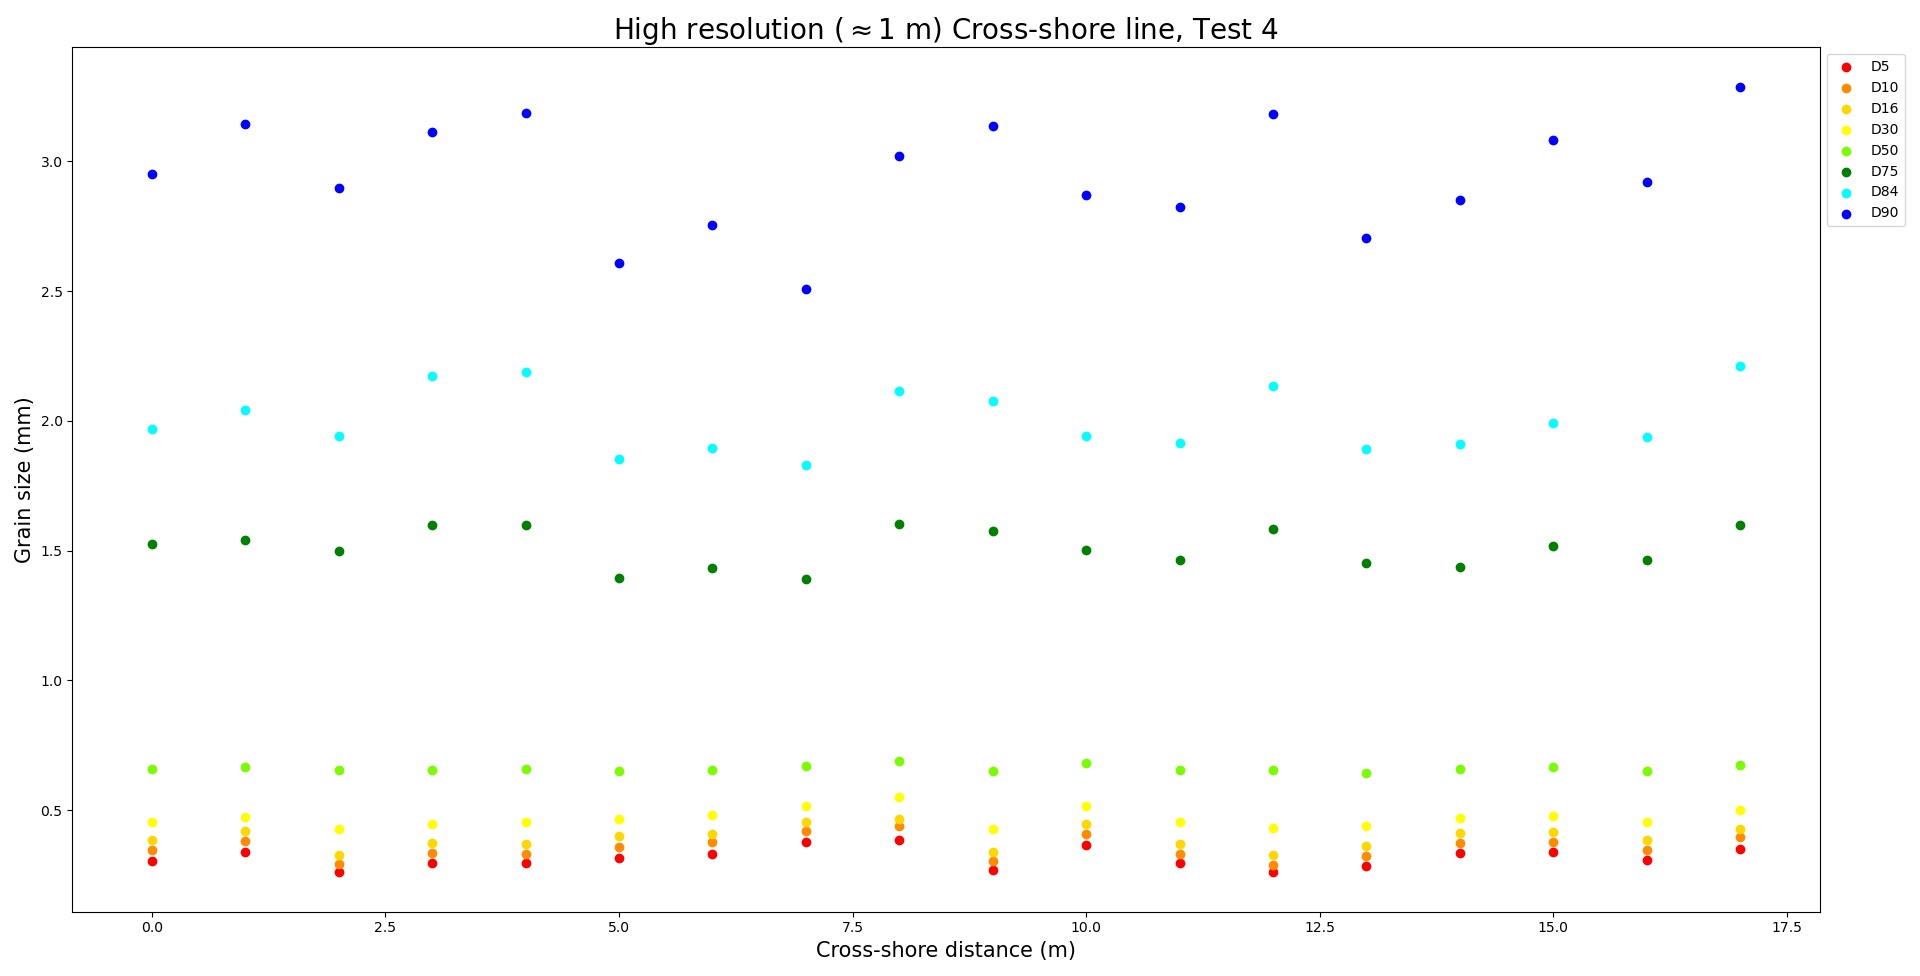 High resolution (≈1 m) Cross-shore line, Test 4
D5
D10
D16
D30
D50
D75
D84
D90
Grain size (mm)
3.0
2.5
2.0
1.5
1.0
0.5
0.0 2.5 5.0 7.5 10.0 12.5 15.0 17.5
Cross-shore distance (m)